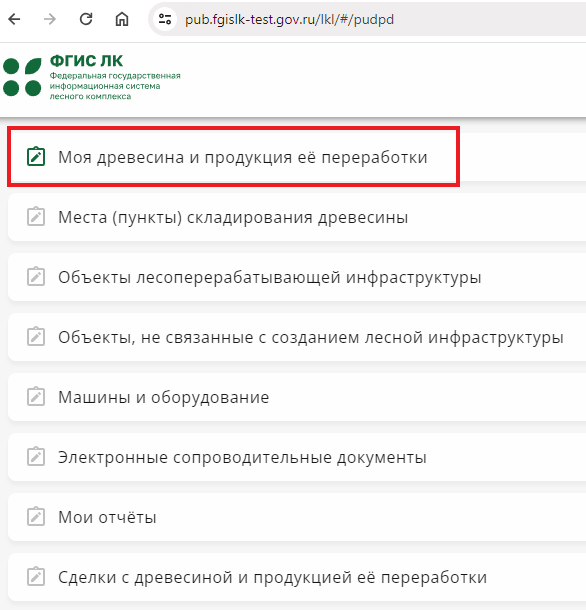 pub.fgislk-test.gov.ru/lkl/#/pudpd
ФГИС ЛК
Федеральная государственная
информационная система
лесного комплекса
Моя древесина и продукция её переработки
Места (пункты) складирования древесины
Объекты лесоперерабатывающей инфраструктуры
Объекты, не связанные с созданием лесной инфраструктуры
Машины и оборудование
Электронные сопроводительные документы
Мои отчёты
Сделки с древесиной и продукцией её переработки